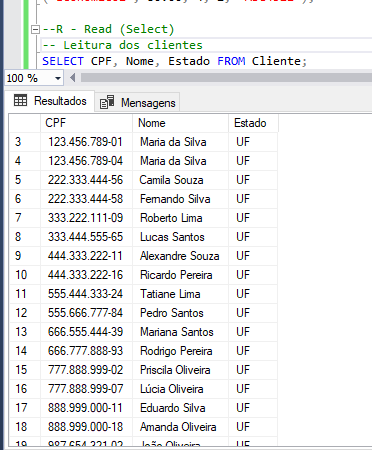 --R - Read (Select)
-- Leitura dos clientes
SELECT CPF, Nome, Estado FROM Cliente;
100 %
Resultados Mensagens
CPF Nome Estado
3 123.456.789-01 Maria da Silva UF
4 123.456.789-04 Maria da Silva UF
5 222.333.444-56 Camila Souza UF
6 222.333.444-58 Fernando Silva UF
7 333.222.111-09 Roberto Lima UF
8 333.444.555-65 Lucas Santos UF
9 444.333.222-11 Alexandre Souza UF
10 444.333.222-16 Ricardo Pereira UF
11 555.444.333-24 Tatiane Lima UF
12 555.666.777-84 Pedro Santos UF
13 666.555.444-39 Mariana Santos UF
14 666.777.888-93 Rodrigo Pereira UF
15 777.888.999-02 Priscila Oliveira UF
16 777.888.999-07 Lúcia Oliveira UF
17 888.999.000-11 Eduardo Silva UF
18 888.999.000-18 Amanda Oliveira UF
19 987.654.321-02 João Oliveira UF